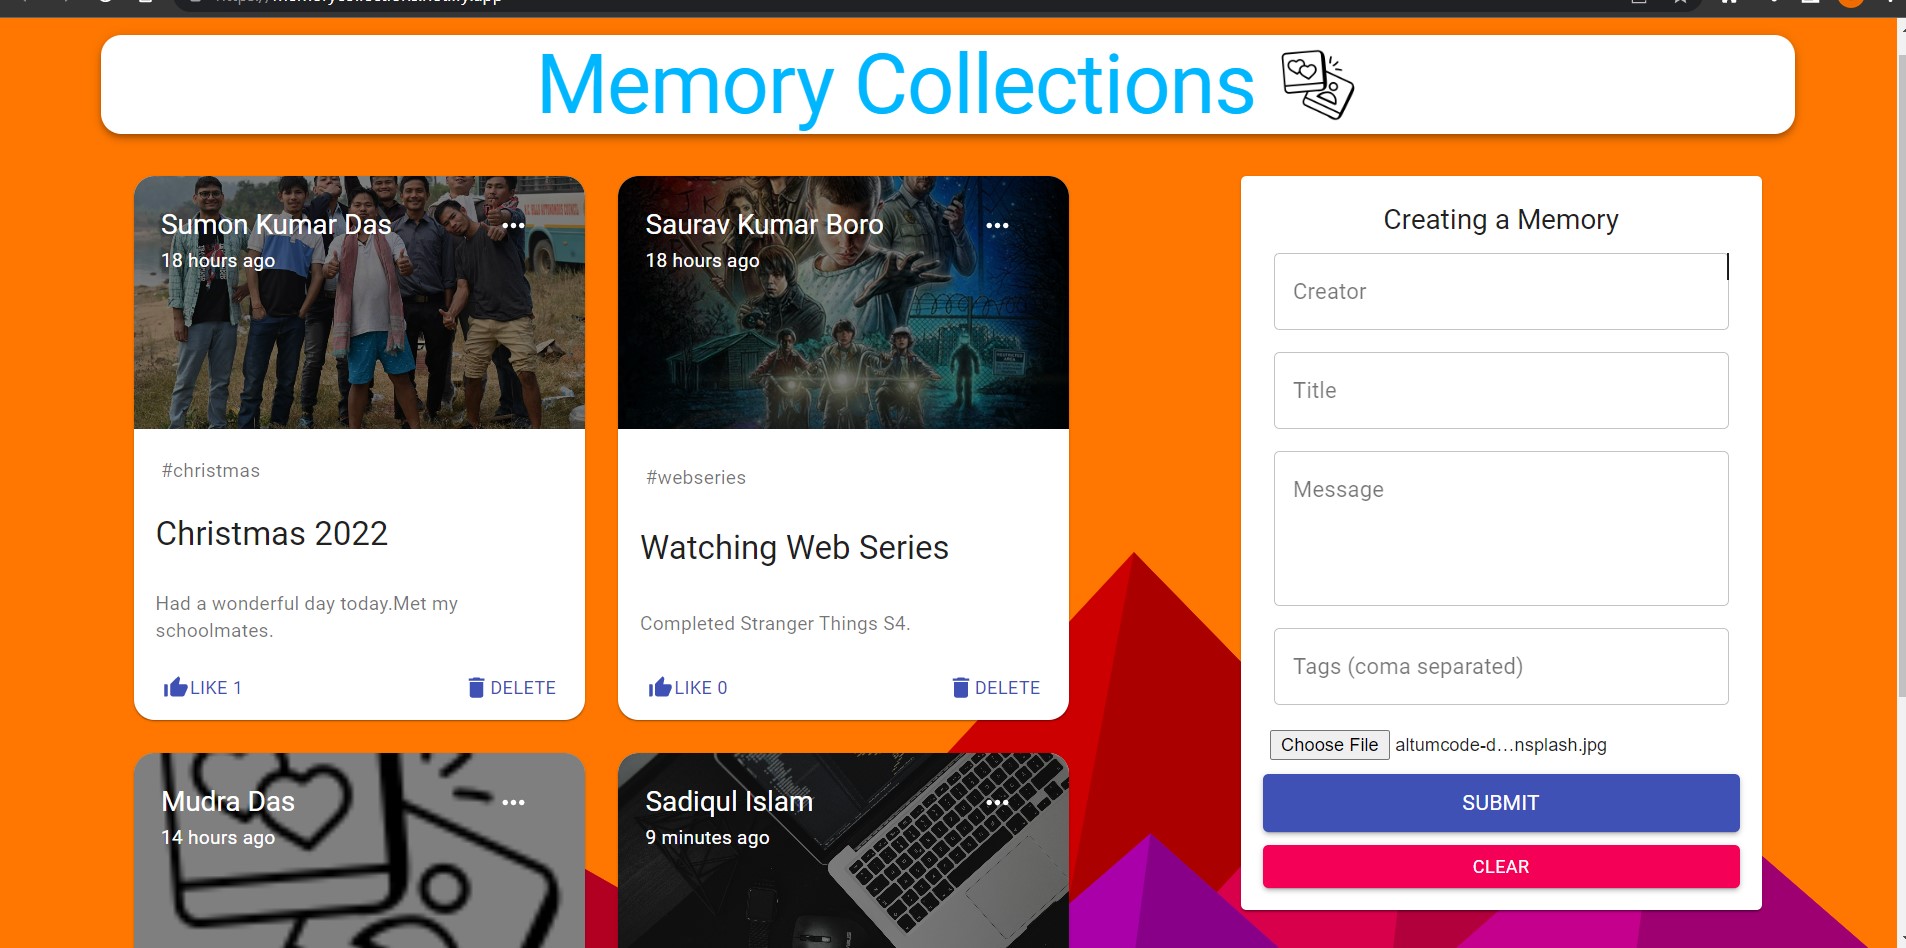 Memory Collections
Sumon Kumar Das
18 hours ago
#christmas
Christmas 2022
Had a wonderful day today.Met my
schoolmates.
LIKE 1
DELETE
Saurav Kumar Boro
18 hours ago
#webseries
Watching Web Series
Completed Stranger Things S4.
LIKE 0
DELETE
Mudra Das
14 hours ago
Sadiqul Islam
9 minutes ago
Creating a Memory
Creator
Title
Message
Tags (coma separated)
Choose File altumcode-d...nsplash.jpg
SUBMIT
CLEAR